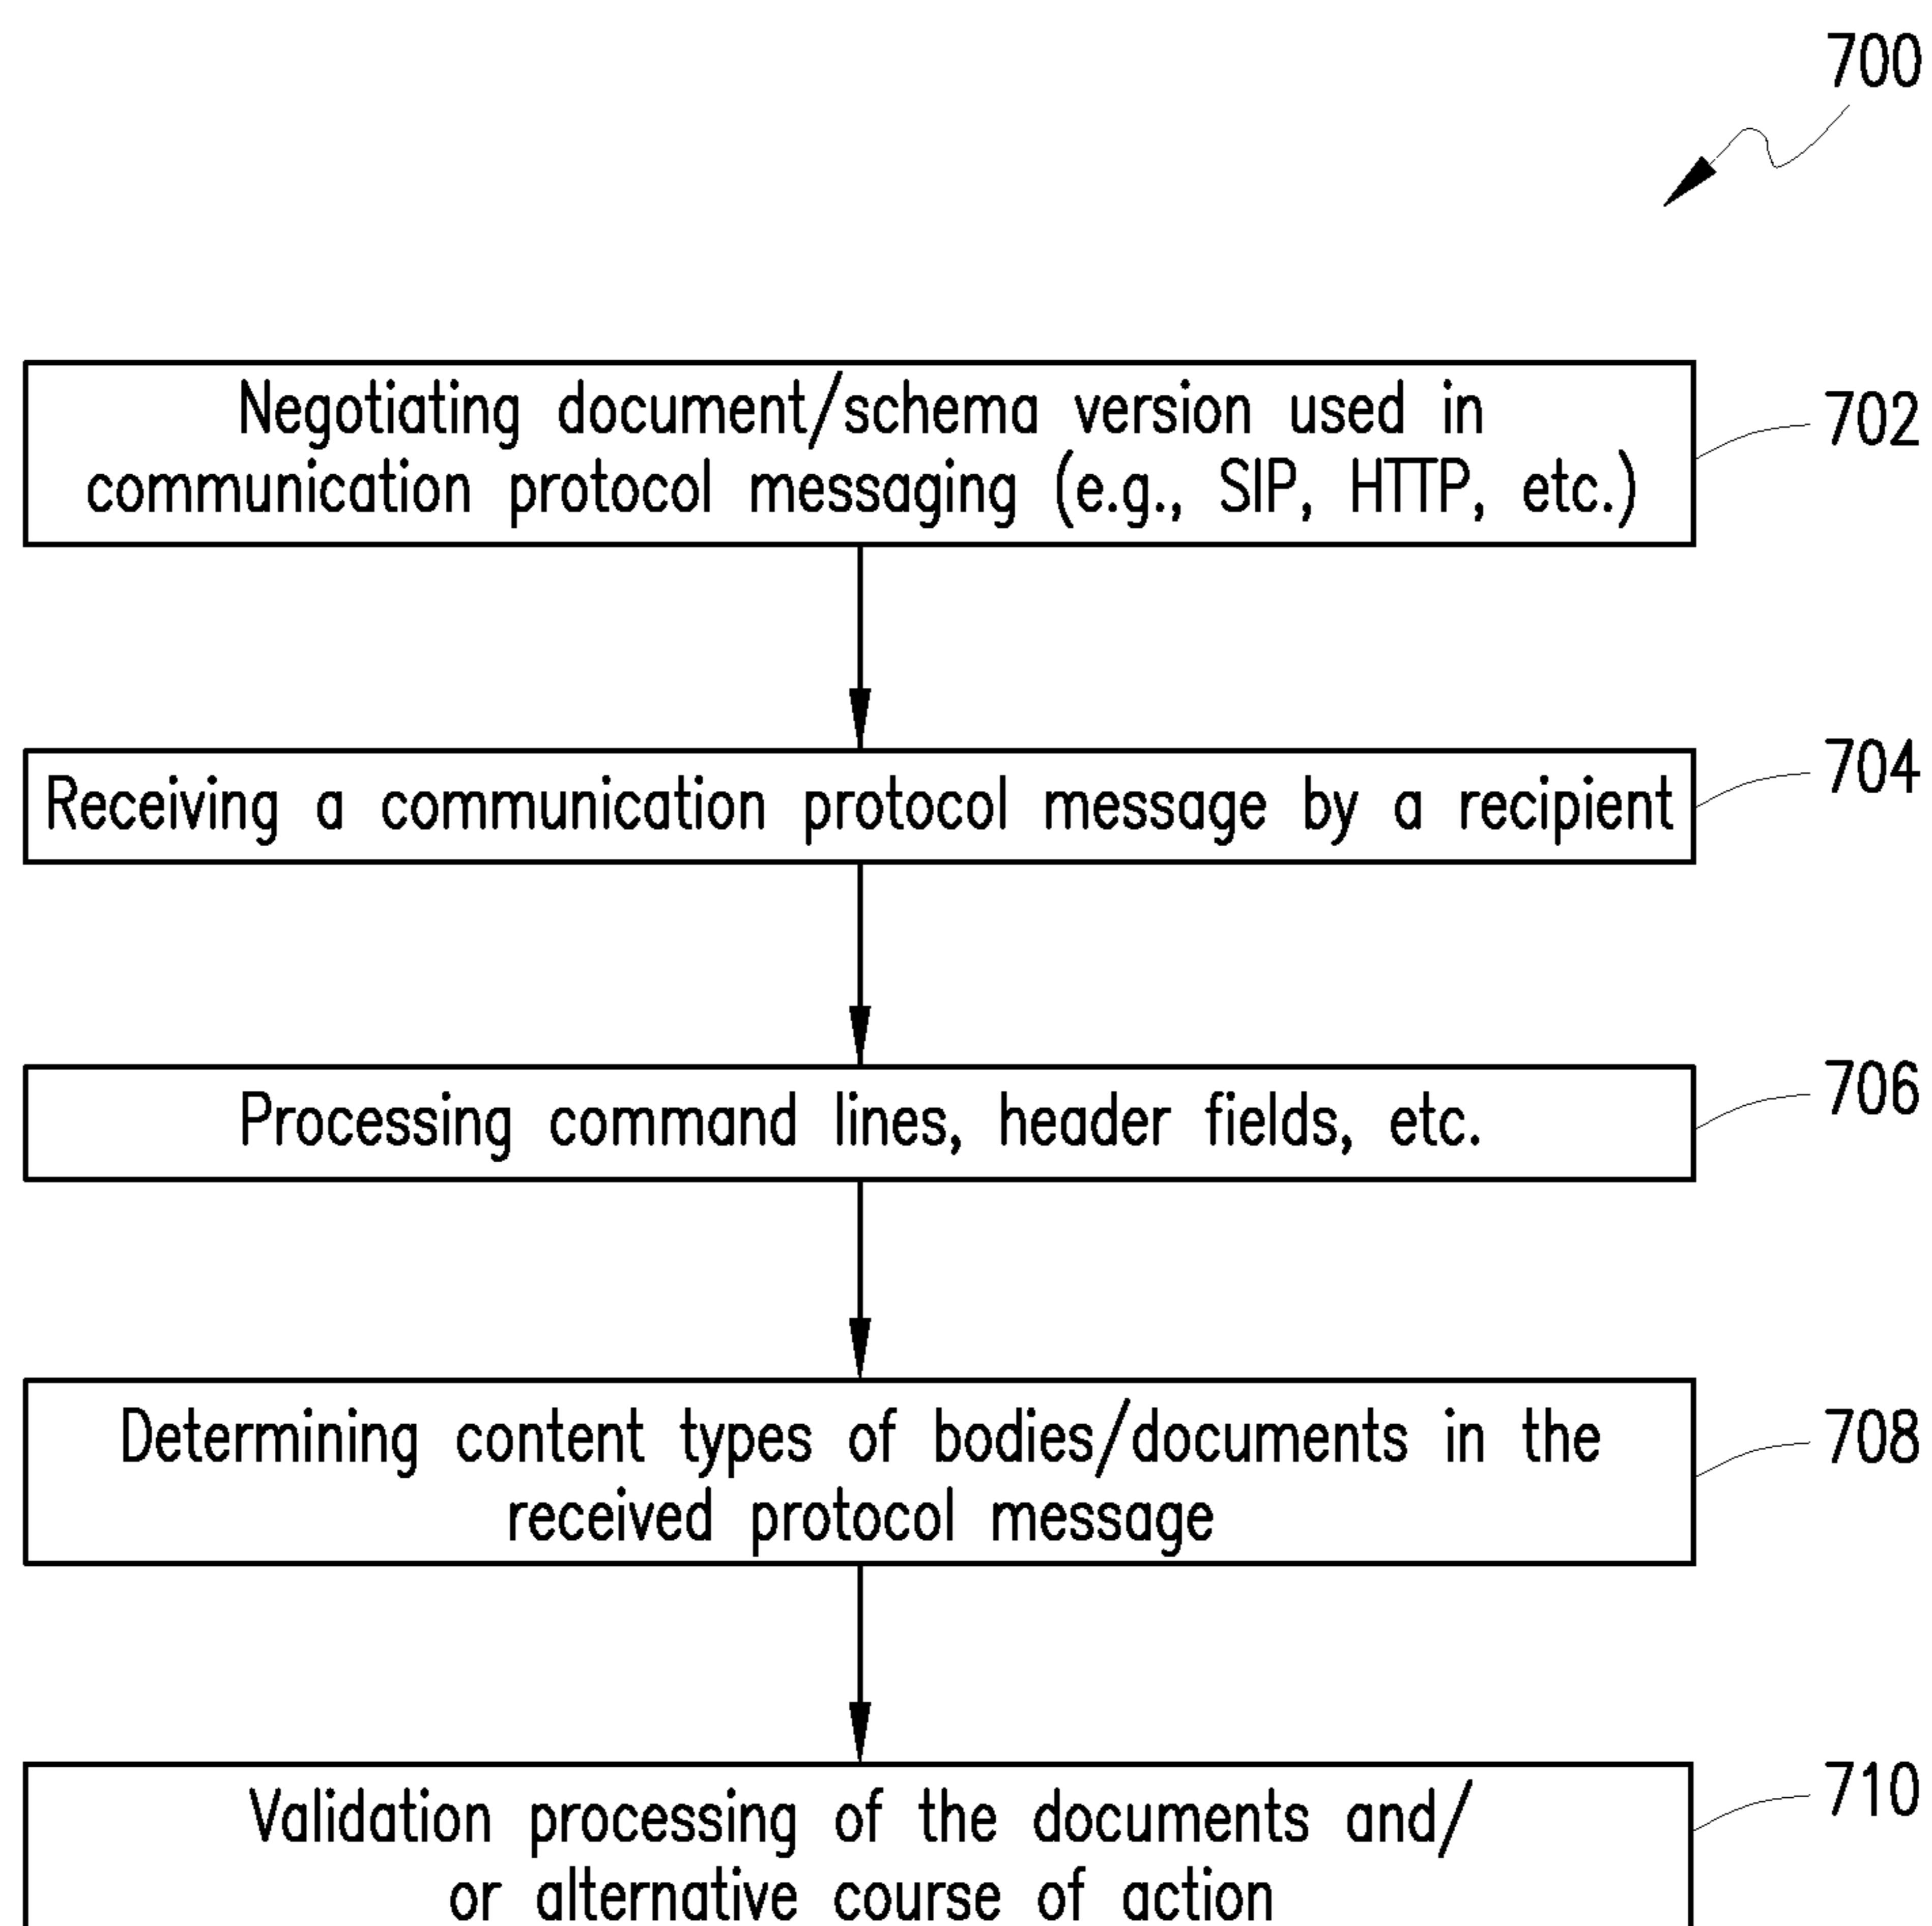 700
Negotiating document/schema version used in
communication protocol messaging (e.g., SIP, HTTP, etc.)
702
Receiving a communication protocol message by a recipient
704
Processing command lines, header fields, etc.
706
Determining content types of bodies/documents in the
received protocol message
708
Validation processing of the documents and/
or alternative course of action
710